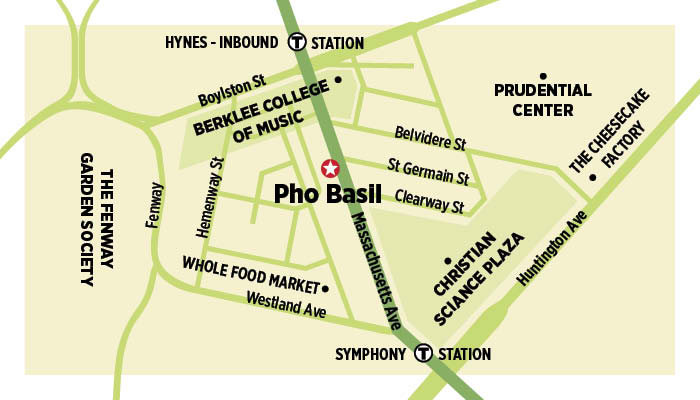 HYNES - INBOUND T STATION
Boylston St
BERKLEE COLLEGE
OF MUSIC
PRUDENTIAL
CENTER
THE CHEESECAKE
FACTORY
Belvidere St
St Germain St
Clearway St
THE FENWAY
GARDEN SOCIETY
Fenway
Hemenway St
Pho Basil
Massachusetts Ave
CHRISTIAN
SCIANCE PLAZA
Huntington Ave
WHOLE FOOD MARKET
Westland Ave
SYMPHONY T STATION